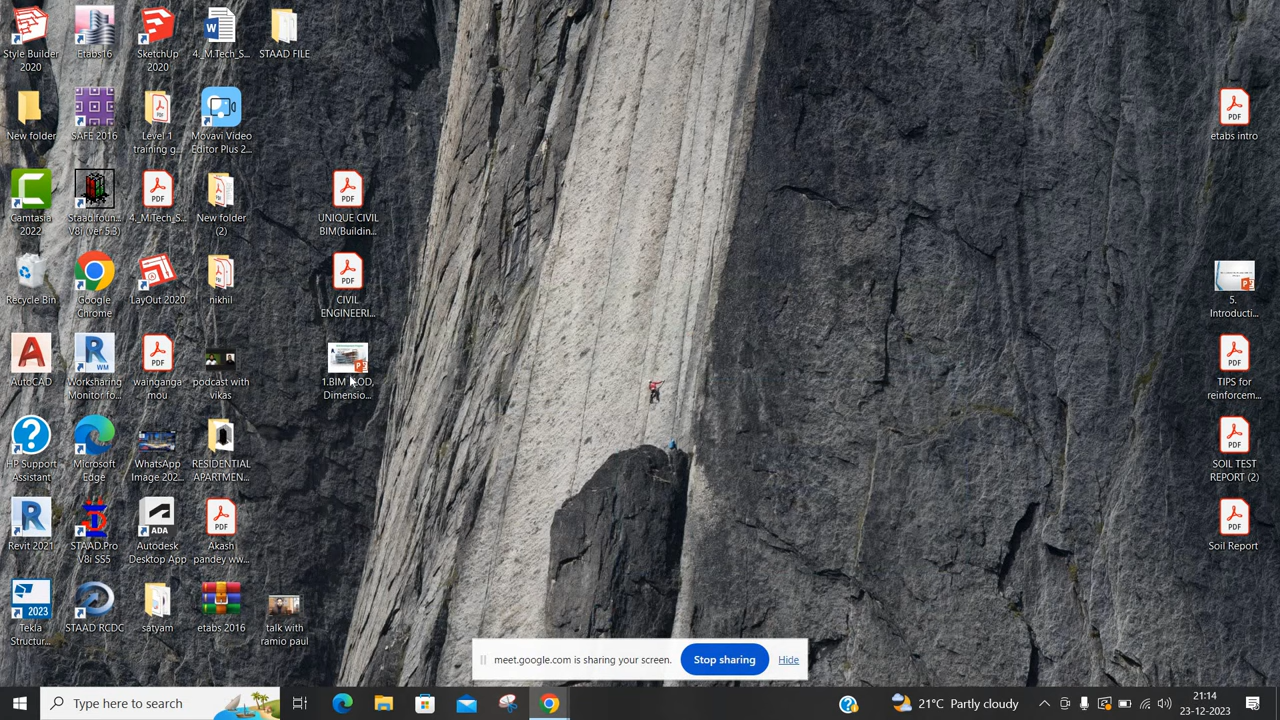 Style Builder
2020
Etabs16
SketchUp
2020
4._M.Tech_S...
STAAD FILE
New folder
SAFE 2016
Level 1
training g...
Movavi Video
Editor Plus 2...
etabs intro
Camtasia
2022
Staad.foun...
V8i (ver 5.3)
4._M.Tech_S...
New folder
(2)
UNIQUE CIVIL
BIM(Buildin...
Recycle Bin
Google
Chrome
LayOut 2020
nikhil
CIVIL
ENGINEERI...
5.
Introducti...
AutoCAD
Worksharing
Monitor fo...
wainganga
mou
podcast with
vikas
1.BIM LOD,
Dimensio...
TIPS for
reinforcem...
HP Support
Assistant
Microsoft
Edge
WhatsApp
Image 202...
RESIDENTIAL
APARTMEN...
SOIL TEST
REPORT (2)
Revit 2021
STAAD.Pro
V8i SS5
Autodesk
Desktop App
Akash
pandey ww...
Soil Report
Tekla
Structur...
STAAD RCDC
satyam
etabs 2016
talk with
ramio paul
meet.google.com is sharing your screen.
Stop sharing
Hide
Type here to search
21°C Partly cloudy
21:14
23-12-2023